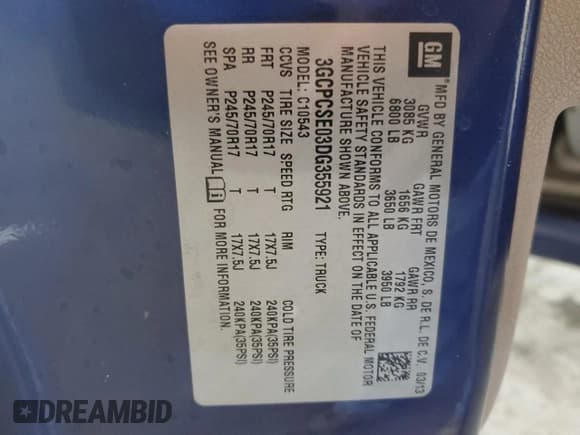 GM
®MFD BY GENERAL MOTORS DE MEXICO, S. DE R.L. DE C.V. 03/13
GVWR GAWR FRT GAWR RR
3085 KG 1656 KG 1792 KG
6800 LB 3650 LB 3950 LB
THIS VEHICLE CONFORMS TO ALL APPLICABLE U.S. FEDERAL MOTOR
VEHICLE SAFETY STANDARDS IN EFFECT ON THE DATE OF
MANUFACTURE SHOWN ABOVE.
3GCPCSE03DG355921 TYPE: TRUCK
MODEL: C10543
CCVS TIRE SIZE SPEED RTG RIM COLD TIRE PRESSURE
FRT P245/70R17 T 17X7.5J 240KPA(35PSI)
RR P245/70R17 T 17X7.5J 240KPA(35PSI)
SPA P245/70R17 T 17X7.5J 240KPA(35PSI)
SEE OWNER'S MANUAL i FOR MORE INFORMATION.
DREAMBID